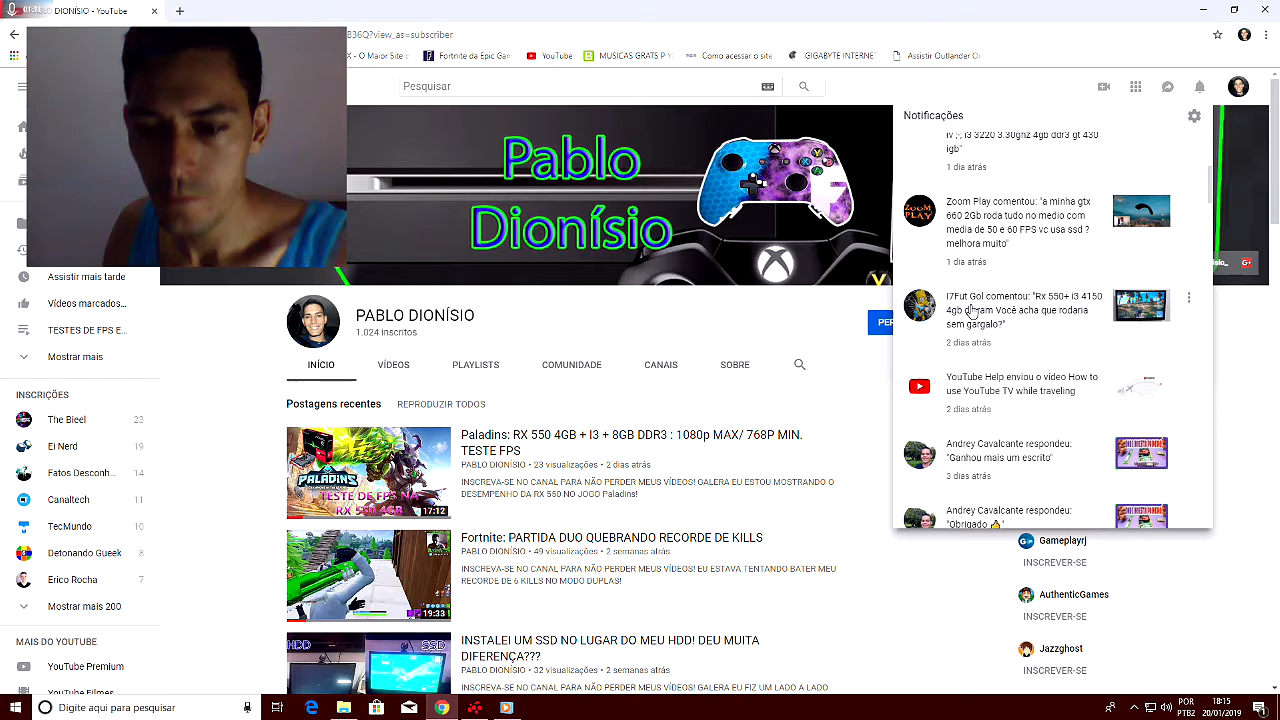 DIONÍSIO - YouTube
B36Q?view_as=subscriber
X - O Maior Site d
Fortnite da Epic Gam
YouTube
MUSICAS GRATS P Y
Como acessar o site
GIGABYTE INTERNET
Assistir Outlander On
Pesquisar
Pablo
Dionísio
Notificações
iv ;-; i3 3220 3.30ghz 4gb ddr3 gt 430
igb"
1 dia atrás
ZOOM PLAY
Zoom Play comentou: "a minha gtx
660 2Gb roda tudo no medio com
media de 50 e 60 FPS vc usa ssd ?
melhora muito"
1 dia atrás
I7Fut Gol comentou: "Rx 550+ i3 4150
4gb d ram Você acha que rodaria
sem gargalo?"
2 dias atrás
YouTube Help enviou o vídeo How to
use YouTube TV while traveling
2 dias atrás
Andrey Cavalcante respondeu:
"Ganhou mais um escrito"
3 dias atrás
Andrey Cavalcante respondeu:
"Obrigado 👍"
Assistir mais tarde
Vídeos marcados...
TESTES DE FPS E...
Mostrar mais
INSCRIÇÕES
The Bieel 23
Ei Nerd 19
Fatos Desconh... 14
Canaltech 11
TecMundo 10
Detonando Gueek 8
Erico Rocha 7
Mostrar mais 200
MAIS DO YOUTUBE
YouTube Premium
YouTube Filmes
PABLO DIONÍSIO
1.024 inscritos
PER
INÍCIO
VÍDEOS
PLAYLISTS
COMUNIDADE
CANAIS
SOBRE
Postagens recentes
REPRODUZIR TODOS
PALADINS
TESTE DE FPS NA
RX 550 4GB
17:12
Paladins: RX 550 4GB + I3 + 8GB DDR3 : 1080p MAX/ 768P MIN.
TESTE FPS
PABLO DIONÍSIO • 23 visualizações • 2 dias atrás
INSCREVA-SE NO CANAL PARA NÃO PERDER MEUS VÍDEOS! GALERA EU ESTOU MOSTRANDO O
DESEMPENHO DA RX 550 NO JOGO Paladins!
19:33
Fortnite: PARTIDA DUO QUEBRANDO RECORDE DE KILLS
PABLO DIONÍSIO • 49 visualizações • 2 semanas atrás
INSCREVA-SE NO CANAL PARA NÃO PERDER MEUS VÍDEOS! EU ESTAVA TENTANDO BATER MEU
RECORDE DE 6 KILLS NO MODO DUPLAS!
HDD
SSD
INSTALEI UM SSD NO LUGAR DO MEU HDD! DEU MUITA
DIFERENÇA???
PABLO DIONÍSIO • 32 visualizações • 2 semanas atrás
INSCREVA-SE NO CANAL PARA NÃO PERDER MEUS VÍDEOS! GALERA EU FIZ UM LADO A LADO
Gameplayrj
INSCREVER-SE
AuthenticGames
INSCREVER-SE
Jazzghost
INSCREVER-SE
Digite aqui para pesquisar
POR
PTB2
18:15
20/01/2019